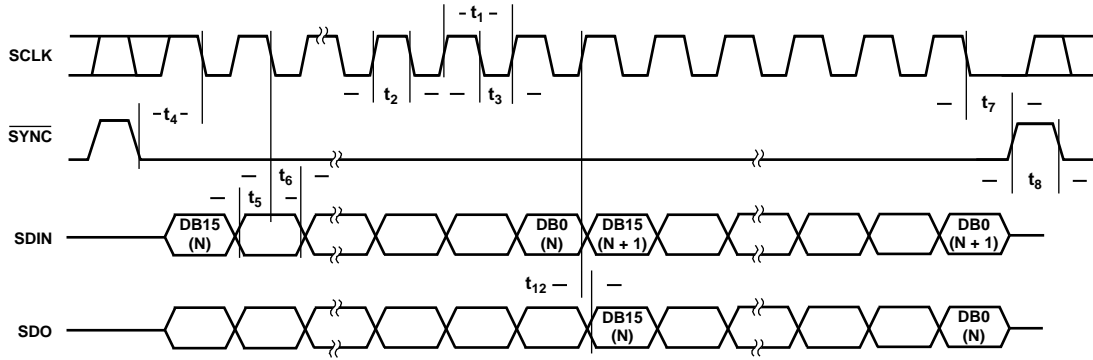 t1
SCLK
t2
t3
t4
t7
SYNC
t6
t5
t8
SDIN
DB15
(N)
DB0
(N)
DB15
(N + 1)
DB0
(N + 1)
t12
SDO
DB15
(N)
DB0
(N)